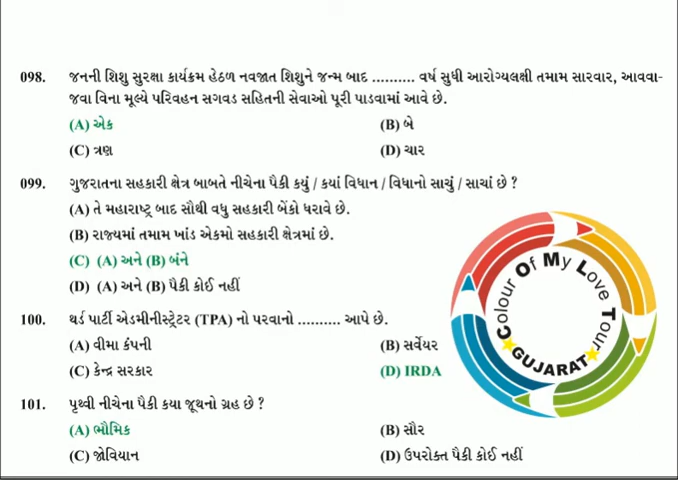 098. જનની શિશુ સુરક્ષા કાર્યક્રમ હેઠળ નવજાત શિશુને જન્મ બાદ .......... વર્ષ સુધી આરોગ્યલક્ષી તમામ સારવાર, આવવા-
જવા વિના મૂલ્યે પરિવહન સગવડ સહિતની સેવાઓ પૂરી પાડવામાં આવે છે.
(A) એક (B) બે
(C) ત્રણ (D) ચાર
099. ગુજરાતના સહકારી ક્ષેત્ર બાબતે નીચેના પૈકી કયું / કયાં વિધાન / વિધાનો સાચું / સાચાં છે ?
(A) તે મહારાષ્ટ્ર બાદ સૌથી વધુ સહકારી બેંકો ધરાવે છે.
(B) રાજ્યમાં તમામ ખાંડ એકમો સહકારી ક્ષેત્રમાં છે.
(C) (A) અને (B) બંને
(D) (A) અને (B) પૈકી કોઈ નહીં
100. થર્ડ પાર્ટી એડમીનીસ્ટ્રેટર (TPA) નો પરવાનો .......... આપે છે.
(A) વીમા કંપની (B) સર્વેયર
(C) કેન્દ્ર સરકાર (D) IRDA
101. પૃથ્વી નીચેના પૈકી કયા જૂથનો ગ્રહ છે ?
(A) ભૌમિક (B) સૌર
(C) જોવિયાન (D) ઉપરોક્ત પૈકી કોઈ નહીં
Colour Of My Love Tour
GUJARAT